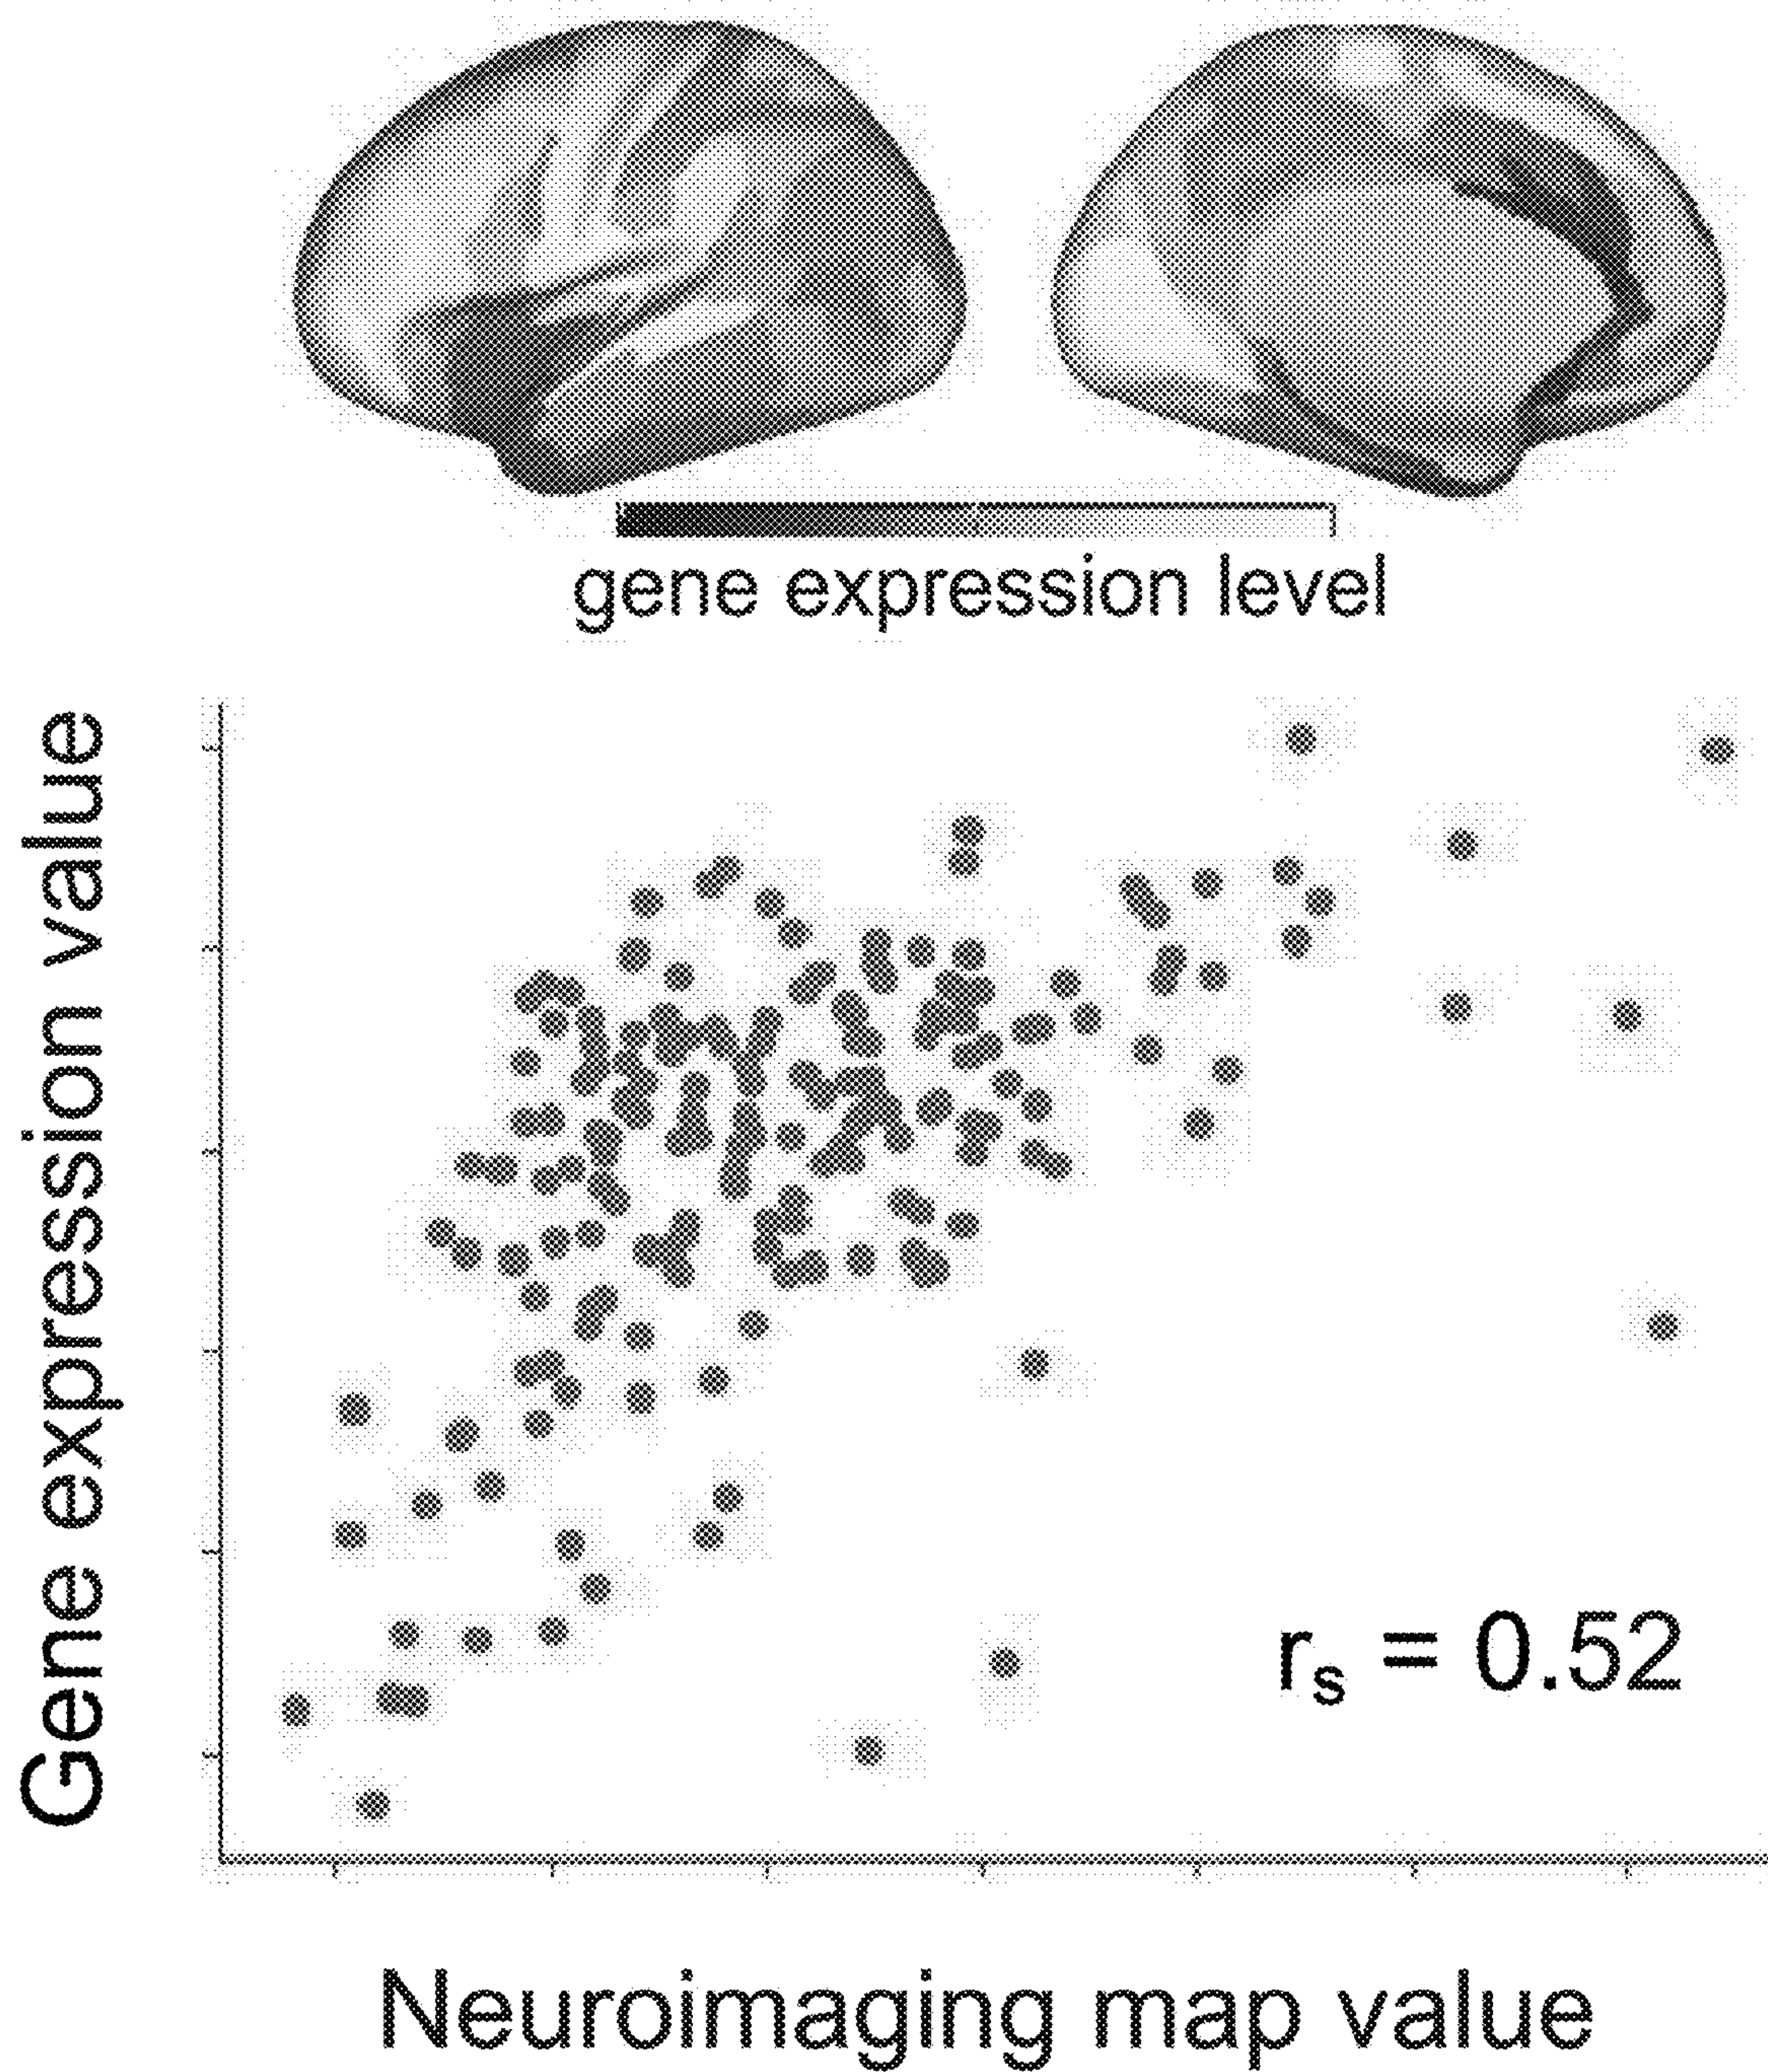 gene expression level
Gene expression value
rs = 0.52
Neuroimaging map value